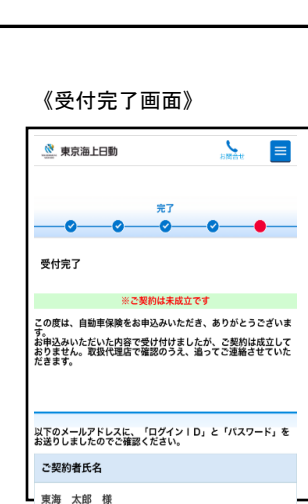 《受付完了画面》
東京海上日動
お問合せ
完了
受付完了
※ご契約は未成立です
この度は、自動車保険をお申込みいただき、ありがとうございま
す。
お申込みいただいた内容で受け付けましたが、ご契約は成立して
おりません。取扱代理店で確認のうえ、追ってご連絡させていた
だきます。
以下のメールアドレスに、「ログインＩＤ」と「パスワード」を
お送りしましたのでご確認ください。
ご契約者氏名
東海　太郎　様